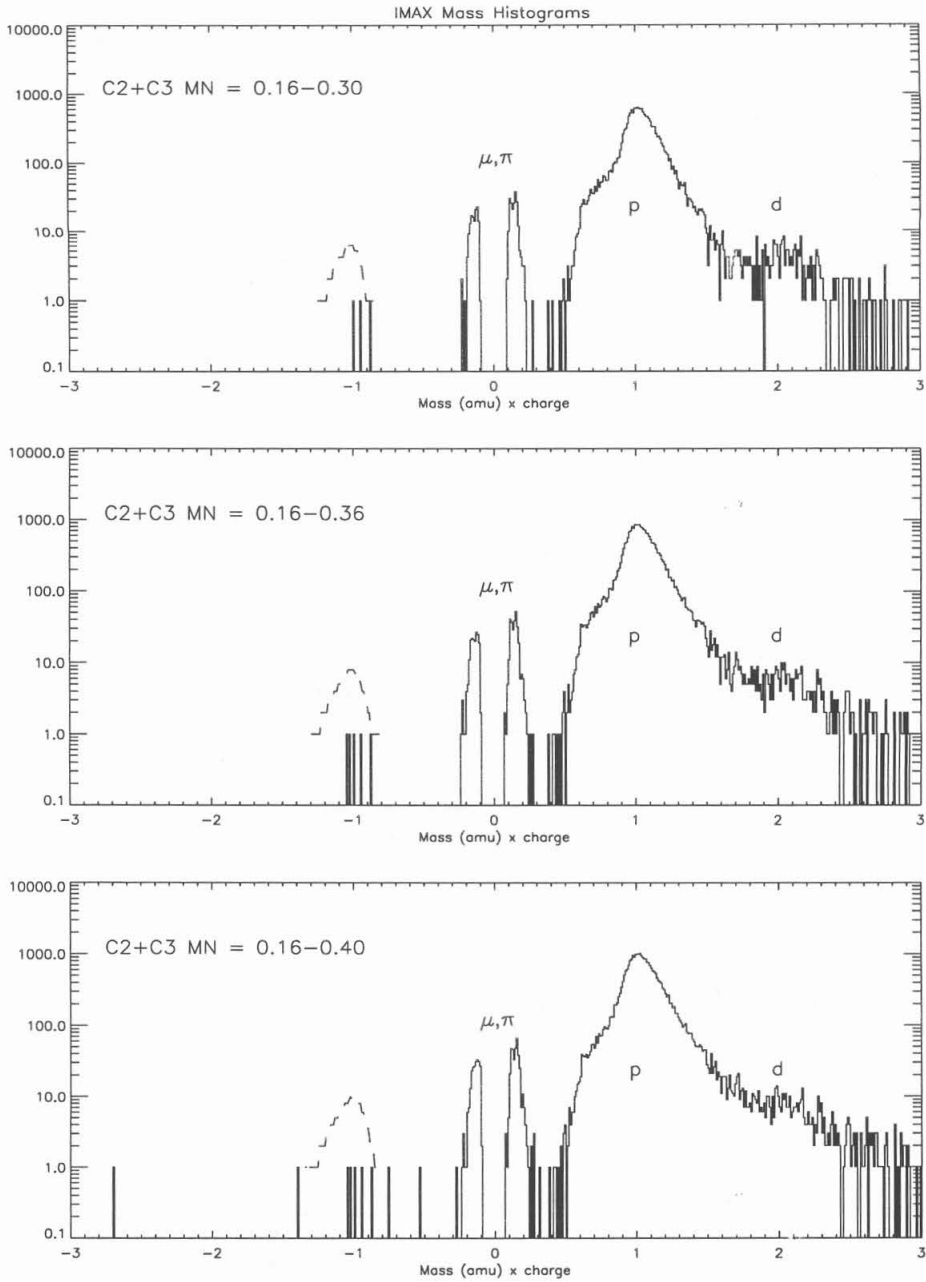 IMAX Mass Histograms
10000.0
1000.0
100.0
10.0
1.0
0.1
C2+C3 MN = 0.16−0.30
μ,π
p
d
−3 −2 −1 0 1 2 3
Mass (amu) x charge
10000.0
1000.0
100.0
10.0
1.0
0.1
C2+C3 MN = 0.16−0.36
μ,π
p
d
−3 −2 −1 0 1 2 3
Mass (amu) x charge
10000.0
1000.0
100.0
10.0
1.0
0.1
C2+C3 MN = 0.16−0.40
μ,π
p
d
−3 −2 −1 0 1 2 3
Mass (amu) x charge